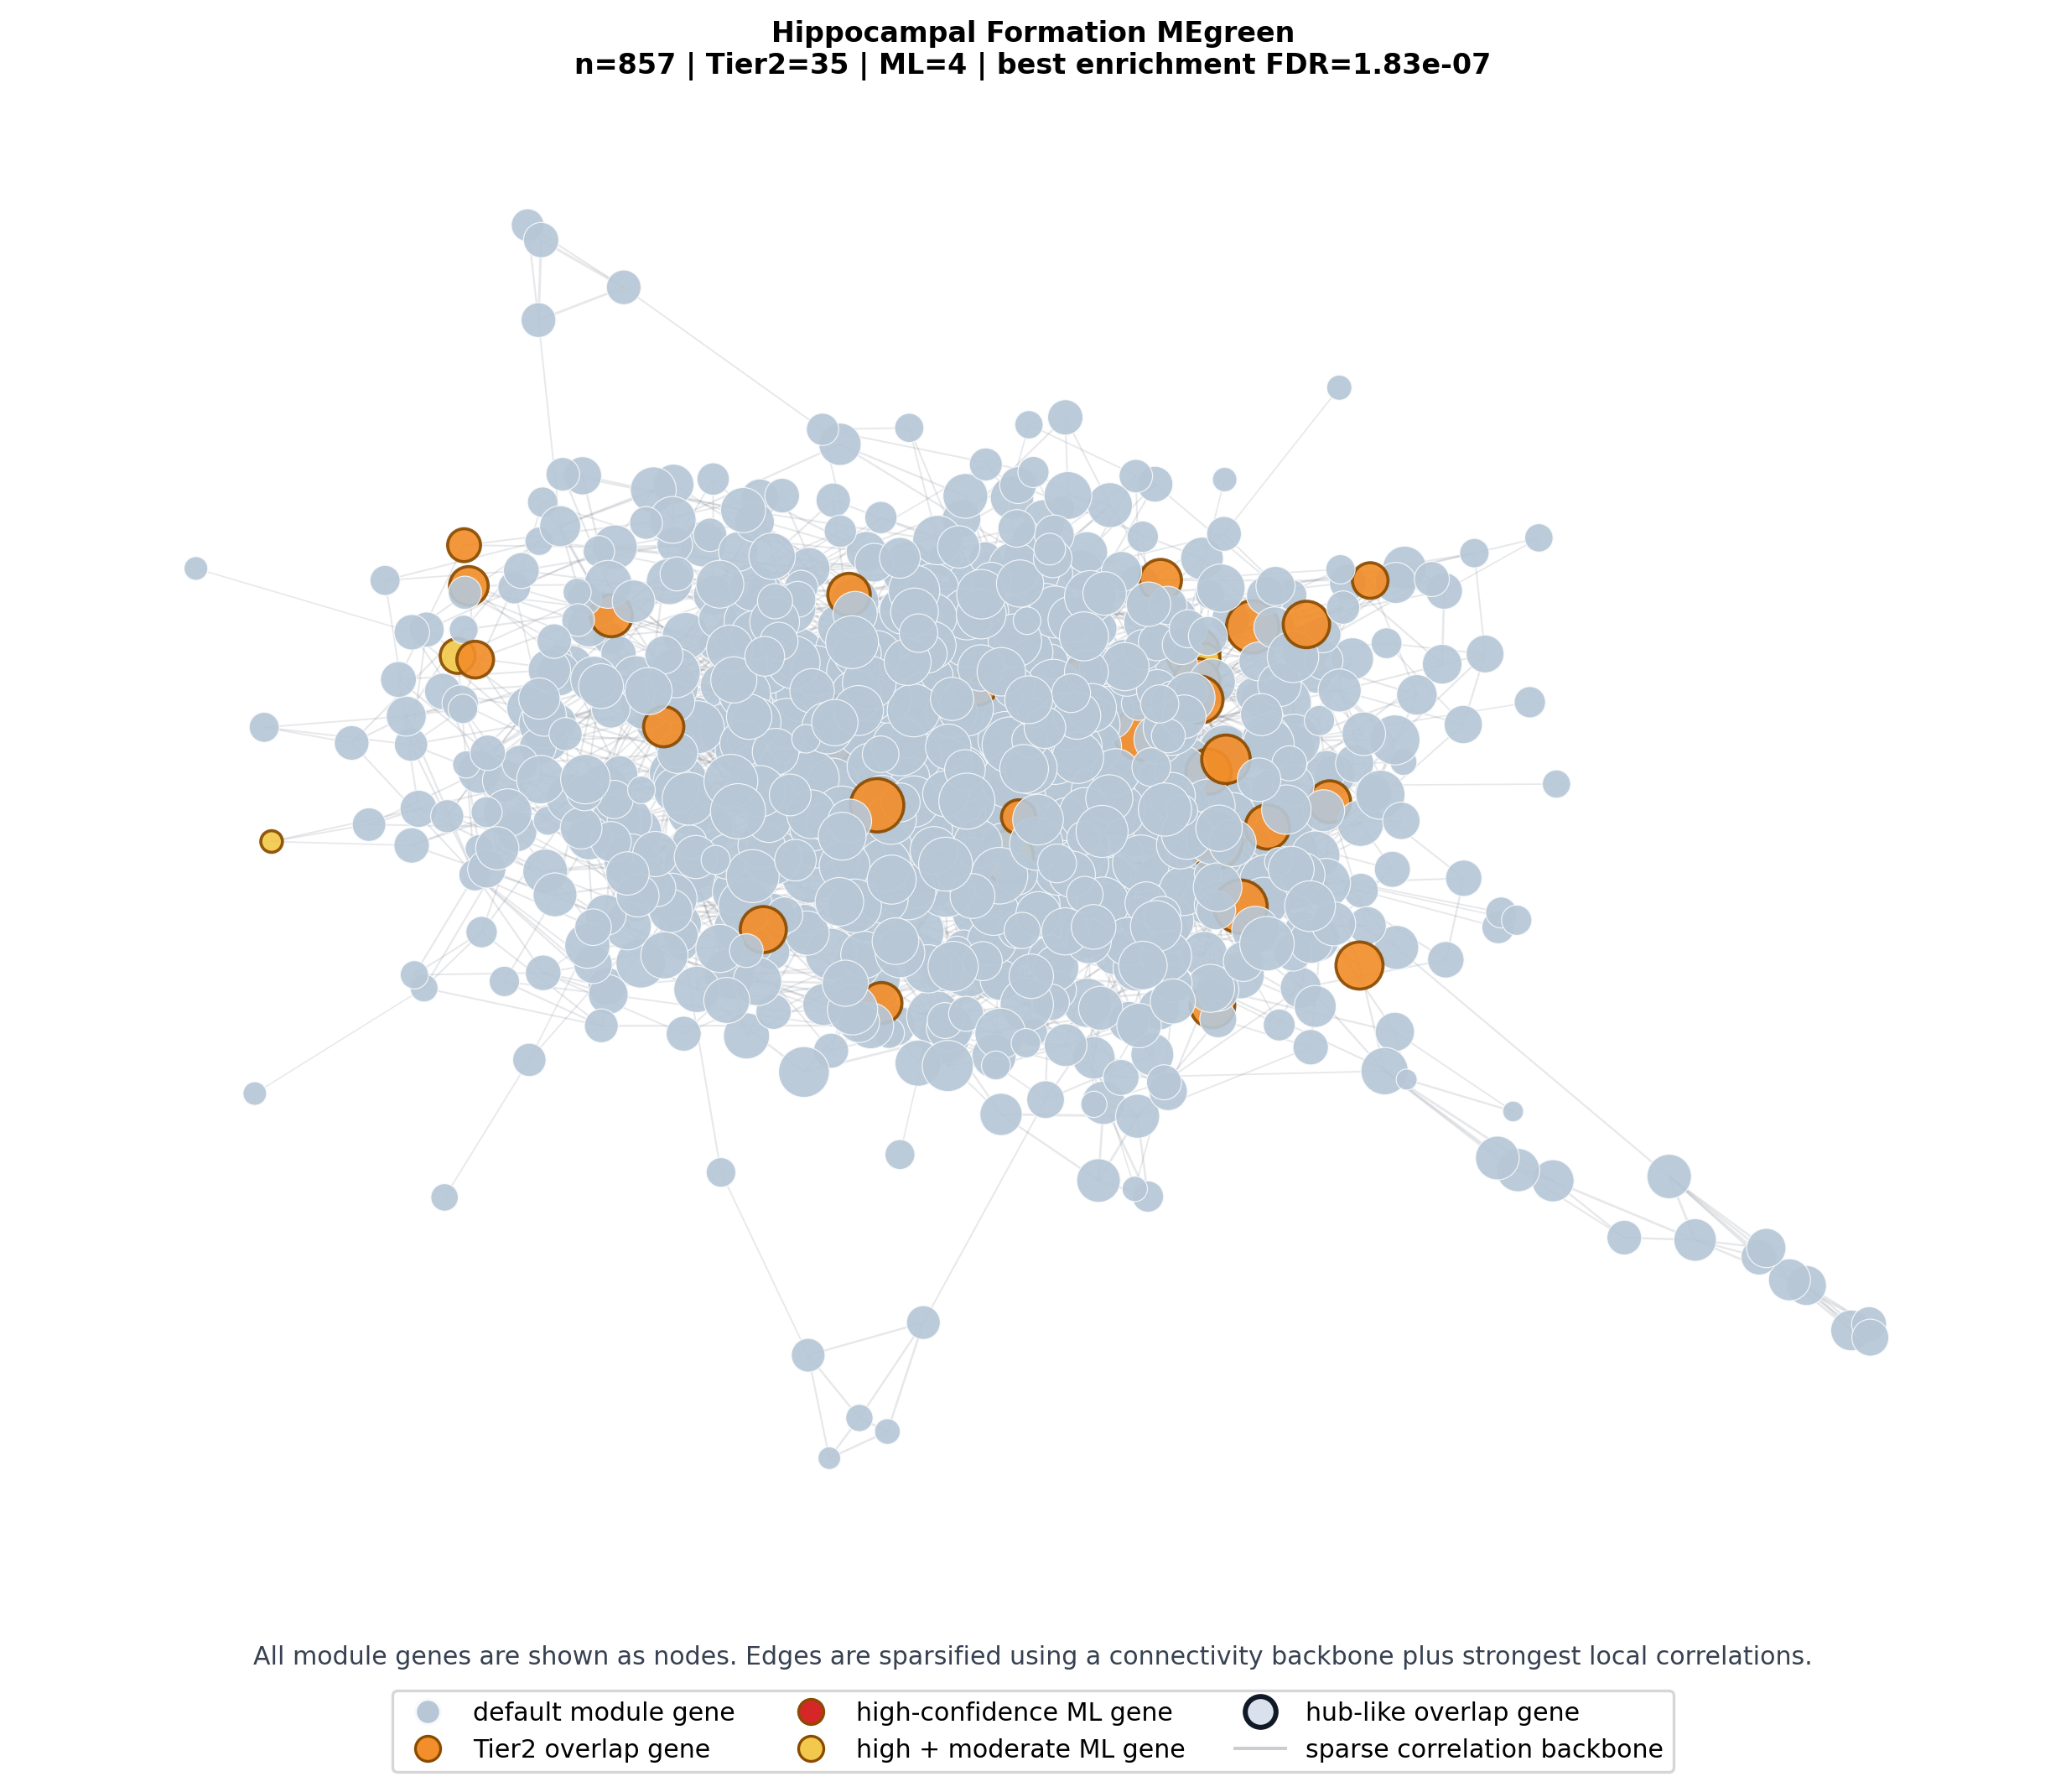 Hippocampal Formation MEgreen
n=857 | Tier2=35 | ML=4 | best enrichment FDR=1.83e-07
All module genes are shown as nodes. Edges are sparsified using a connectivity backbone plus strongest local correlations.
default module gene
Tier2 overlap gene
high-confidence ML gene
high + moderate ML gene
hub-like overlap gene
sparse correlation backbone